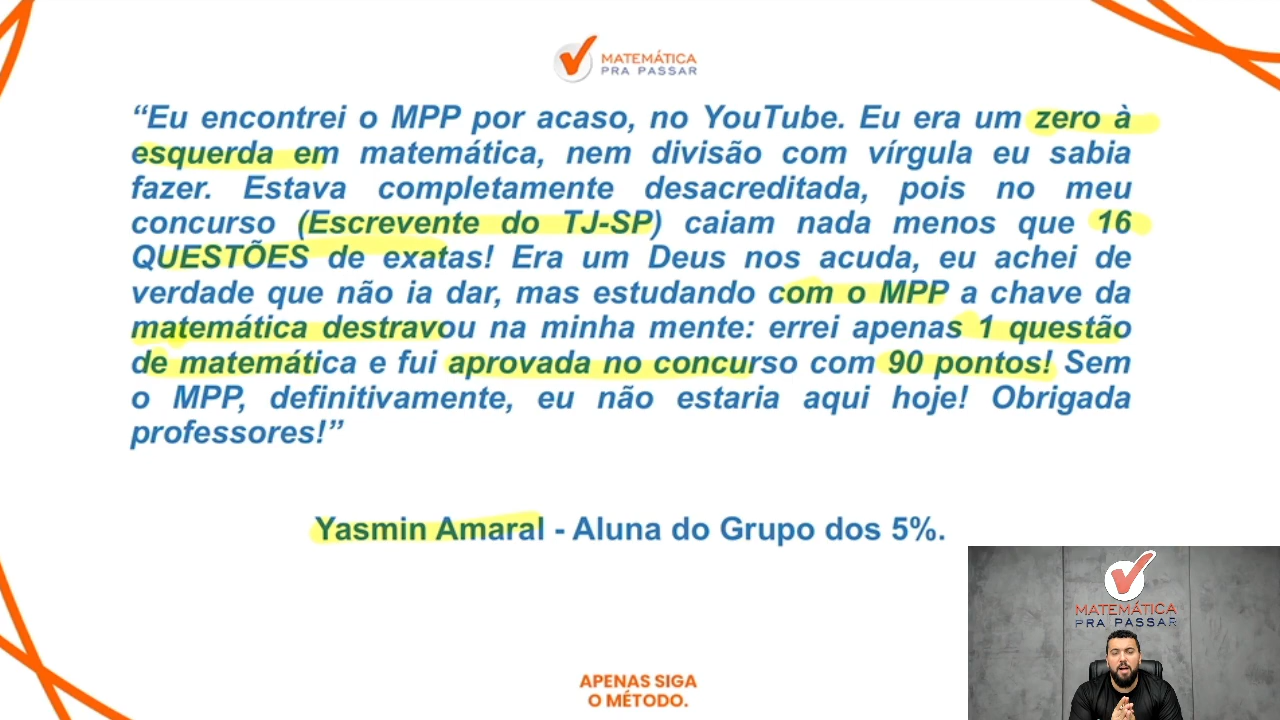 MATEMÁTICA
PRA PASSAR
“Eu encontrei o MPP por acaso, no YouTube. Eu era um zero à
esquerda em matemática, nem divisão com vírgula eu sabia
fazer. Estava completamente desacreditada, pois no meu
concurso (Escrevente do TJ-SP) caiam nada menos que 16
QUESTÕES de exatas! Era um Deus nos acuda, eu achei de
verdade que não ia dar, mas estudando com o MPP a chave da
matemática destravou na minha mente: errei apenas 1 questão
de matemática e fui aprovada no concurso com 90 pontos! Sem
o MPP, definitivamente, eu não estaria aqui hoje! Obrigada
professores!”
Yasmin Amaral - Aluna do Grupo dos 5%.
MATEMÁTICA
PRA PASSAR
APENAS SIGA
O MÉTODO.